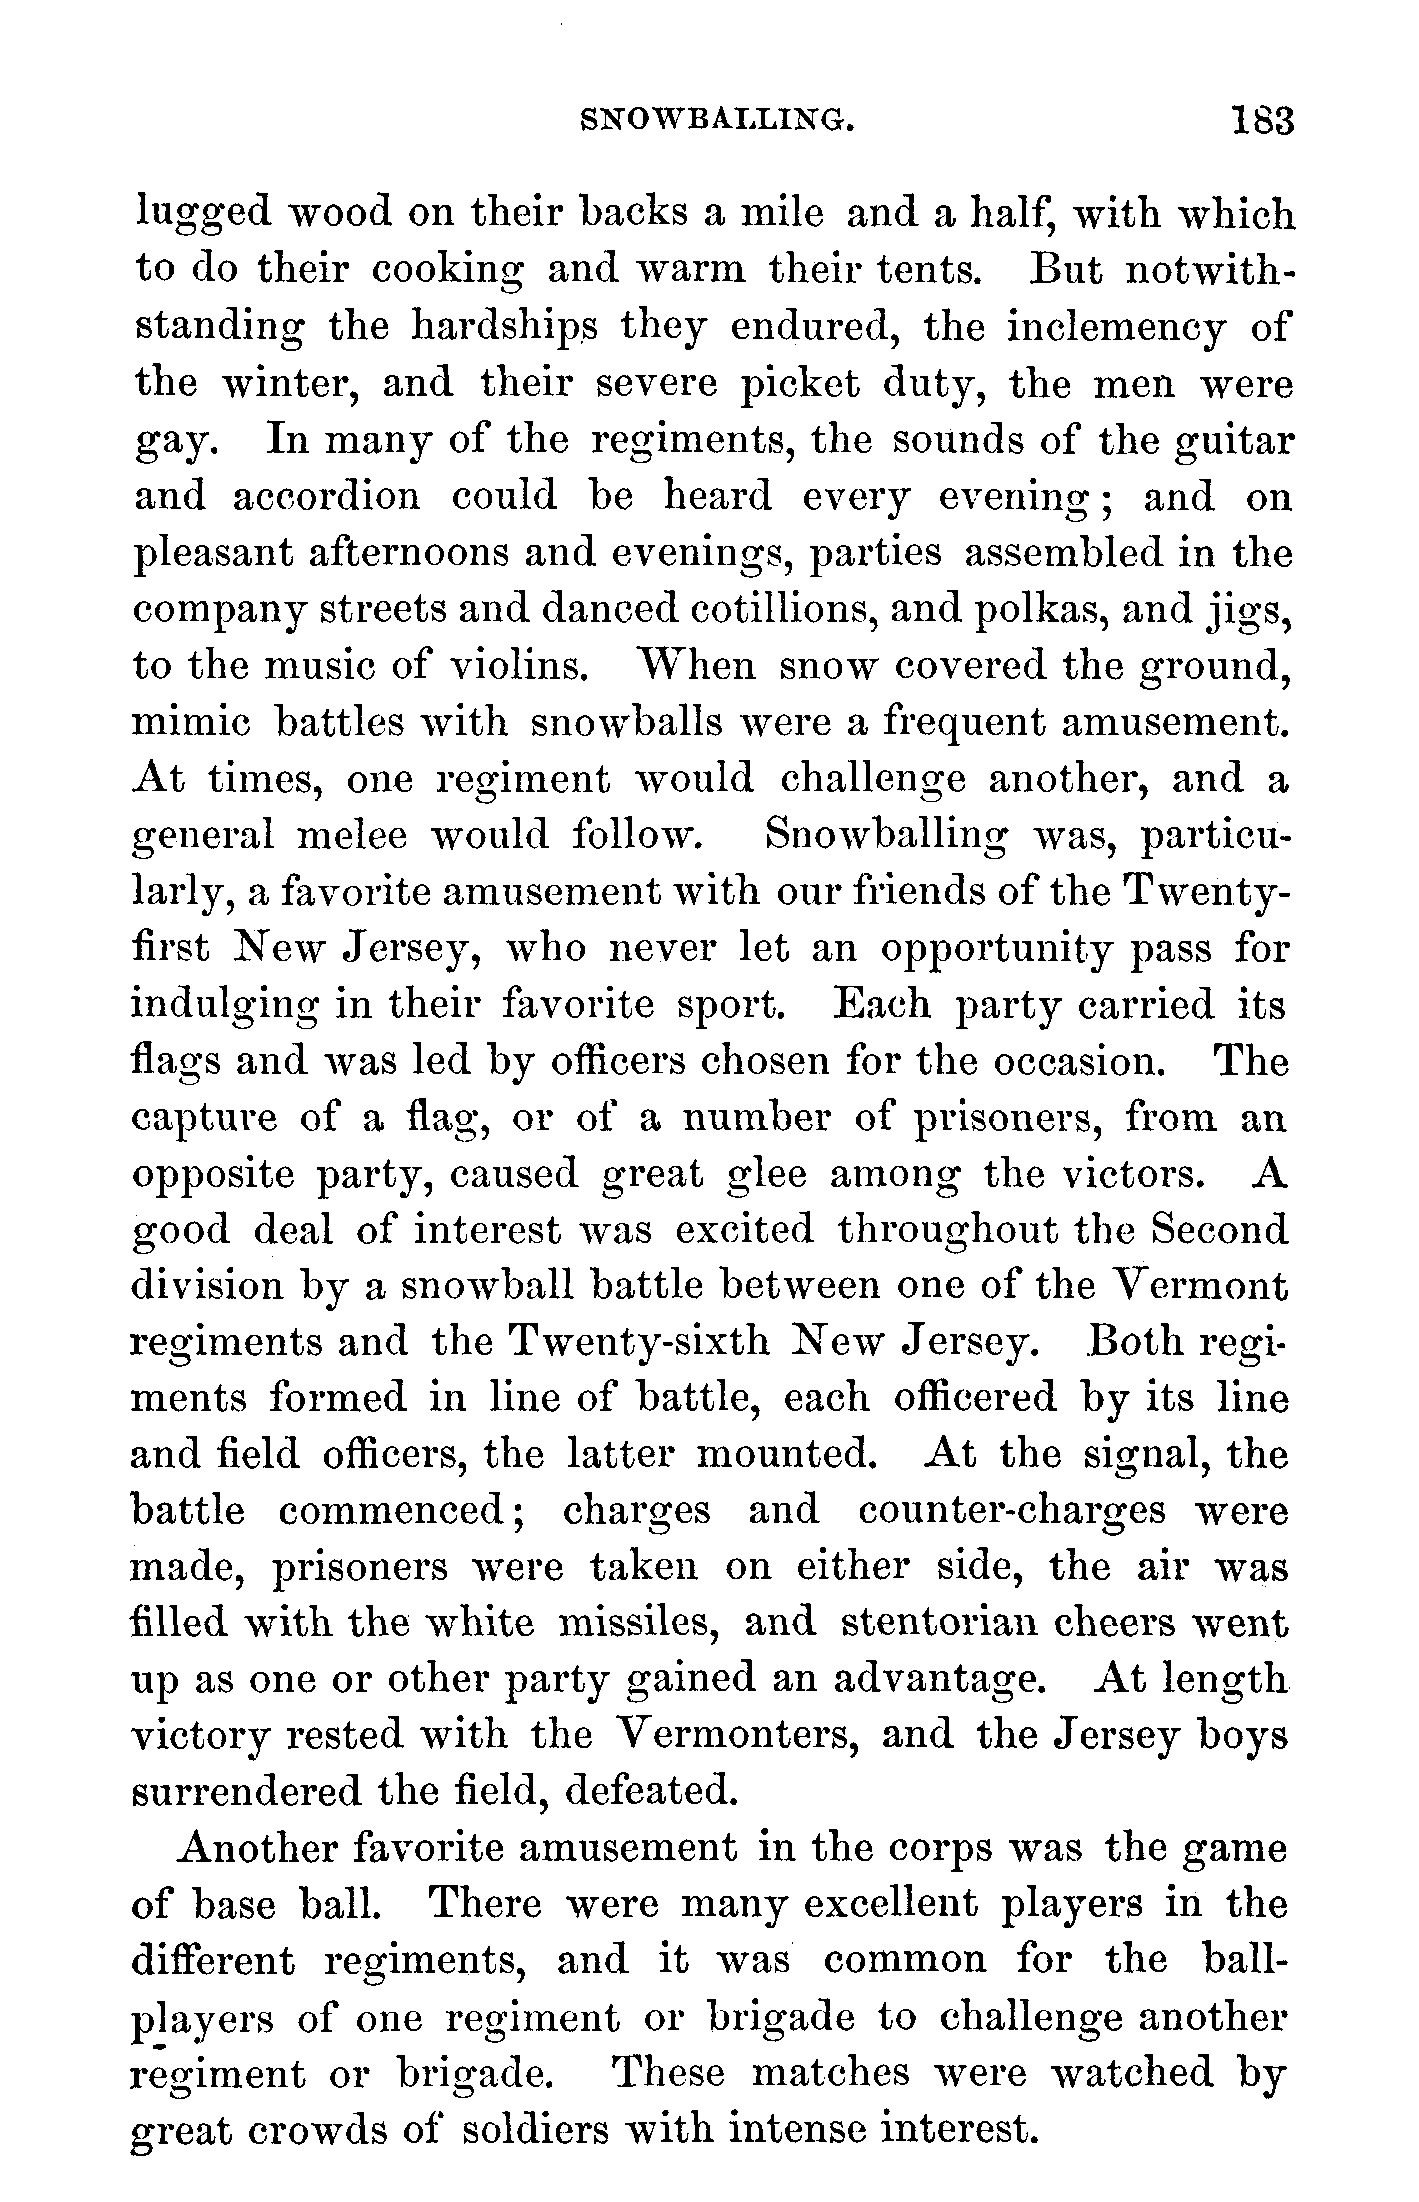 SNOWBALLING. 183
lugged wood on their backs a mile and a half, with which
to do their cooking and warm their tents. But notwith-
standing the hardships they endured, the inclemency of
the winter, and their severe picket duty, the men were
gay. In many of the regiments, the sounds of the guitar
and accordion could be heard every evening; and on
pleasant afternoons and evenings, parties assembled in the
company streets and danced cotillions, and polkas, and jigs,
to the music of violins. When snow covered the ground,
mimic battles with snowballs were a frequent amusement.
At times, one regiment would challenge another, and a
general melee would follow. Snowballing was, particu-
larly, a favorite amusement with our friends of the Twenty-
first New Jersey, who never let an opportunity pass for
indulging in their favorite sport. Each party carried its
flags and was led by officers chosen for the occasion. The
capture of a flag, or of a number of prisoners, from an
opposite party, caused great glee among the victors. A
good deal of interest was excited throughout the Second
division by a snowball battle between one of the Vermont
regiments and the Twenty-sixth New Jersey. Both regi-
ments formed in line of battle, each officered by its line
and field officers, the latter mounted. At the signal, the
battle commenced; charges and counter-charges were
made, prisoners were taken on either side, the air was
filled with the white missiles, and stentorian cheers went
up as one or other party gained an advantage. At length
victory rested with the Vermonters, and the Jersey boys
surrendered the field, defeated.
Another favorite amusement in the corps was the game
of base ball. There were many excellent players in the
different regiments, and it was common for the ball-
players of one regiment or brigade to challenge another
regiment or brigade. These matches were watched by
great crowds of soldiers with intense interest.